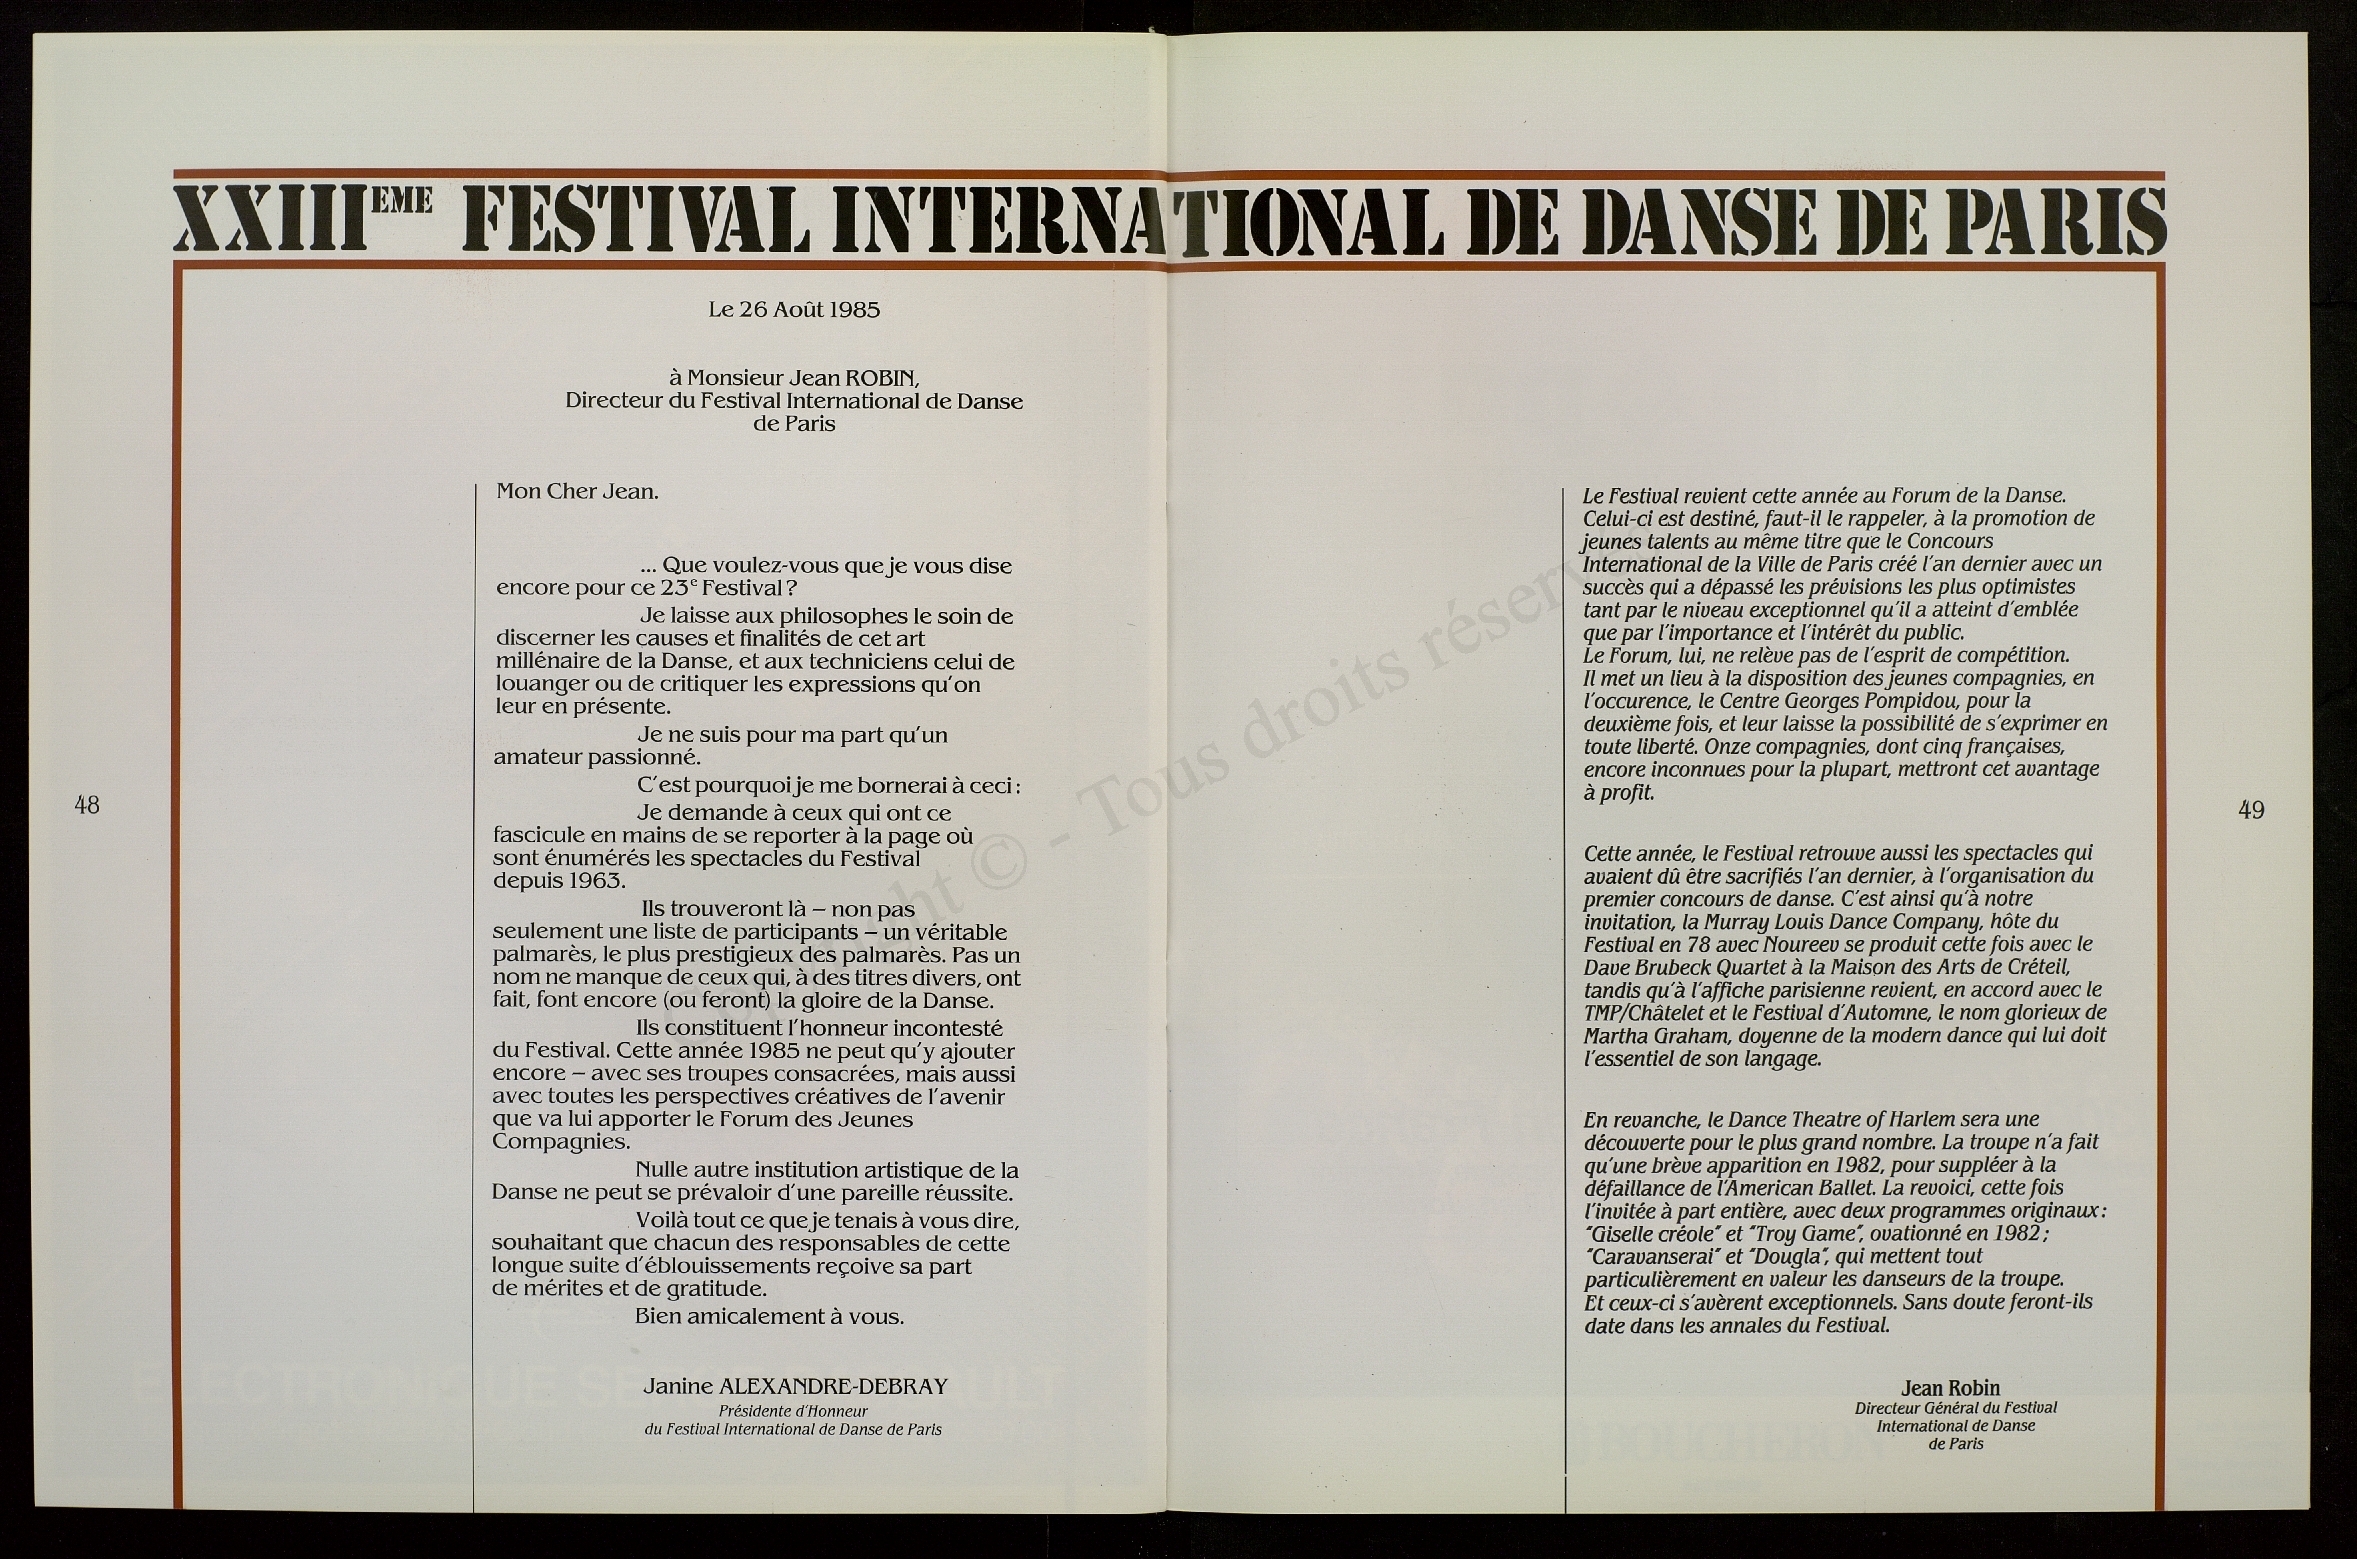 XXIIIEME FESTIVAL INTERNATIONAL DE DANSE DE PARIS
Le 26 Août 1985
à Monsieur Jean ROBIN,
Directeur du Festival International de Danse
de Paris
Mon Cher Jean.
... Que voulez-vous que je vous dise
encore pour ce 23e Festival ?
Je laisse aux philosophes le soin de
discerner les causes et finalités de cet art
millénaire de la Danse, et aux techniciens celui de
louanger ou de critiquer les expressions qu'on
leur en présente.
Je ne suis pour ma part qu'un
amateur passionné.
C'est pourquoi je me bornerai à ceci :
Je demande à ceux qui ont ce
fascicule en mains de se reporter à la page où
sont énumérés les spectacles du Festival
depuis 1963.
Ils trouveront là – non pas
seulement une liste de participants – un véritable
palmarès, le plus prestigieux des palmarès. Pas un
nom ne manque de ceux qui, à des titres divers, ont
fait, font encore (ou feront) la gloire de la Danse.
Ils constituent l'honneur incontesté
du Festival. Cette année 1985 ne peut qu'y ajouter
encore – avec ses troupes consacrées, mais aussi
avec toutes les perspectives créatives de l'avenir
que va lui apporter le Forum des Jeunes
Compagnies.
Nulle autre institution artistique de la
Danse ne peut se prévaloir d'une pareille réussite.
Voilà tout ce que je tenais à vous dire,
souhaitant que chacun des responsables de cette
longue suite d'éblouissements reçoive sa part
de mérites et de gratitude.
Bien amicalement à vous.
Janine ALEXANDRE-DEBRAY
Présidente d'Honneur
du Festival International de Danse de Paris
48
Le Festival revient cette année au Forum de la Danse.
Celui-ci est destiné, faut-il le rappeler, à la promotion de
jeunes talents au même titre que le Concours
International de la Ville de Paris créé l'an dernier avec un
succès qui a dépassé les prévisions les plus optimistes
tant par le niveau exceptionnel qu'il a atteint d'emblée
que par l'importance et l'intérêt du public.
Le Forum, lui, ne relève pas de l'esprit de compétition.
Il met un lieu à la disposition des jeunes compagnies, en
l'occurence, le Centre Georges Pompidou, pour la
deuxième fois, et leur laisse la possibilité de s'exprimer en
toute liberté. Onze compagnies, dont cinq françaises,
encore inconnues pour la plupart, mettront cet avantage
à profit.
Cette année, le Festival retrouve aussi les spectacles qui
avaient dû être sacrifiés l'an dernier, à l'organisation du
premier concours de danse. C'est ainsi qu'à notre
invitation, la Murray Louis Dance Company, hôte du
Festival en 78 avec Noureev se produit cette fois avec le
Dave Brubeck Quartet à la Maison des Arts de Créteil,
tandis qu'à l'affiche parisienne revient, en accord avec le
TMP/Châtelet et le Festival d'Automne, le nom glorieux de
Martha Graham, doyenne de la modern dance qui lui doit
l'essentiel de son langage.
En revanche, le Dance Theatre of Harlem sera une
découverte pour le plus grand nombre. La troupe n'a fait
qu'une brève apparition en 1982, pour suppléer à la
défaillance de l'American Ballet. La revoici, cette fois
l'invitée à part entière, avec deux programmes originaux :
"Giselle créole" et "Troy Game", ovationné en 1982 ;
"Caravanserai" et "Dougla", qui mettent tout
particulièrement en valeur les danseurs de la troupe.
Et ceux-ci s'avèrent exceptionnels. Sans doute feront-ils
date dans les annales du Festival.
Jean Robin
Directeur Général du Festival
International de Danse
de Paris
49
Copyright © - Tous droits réservés